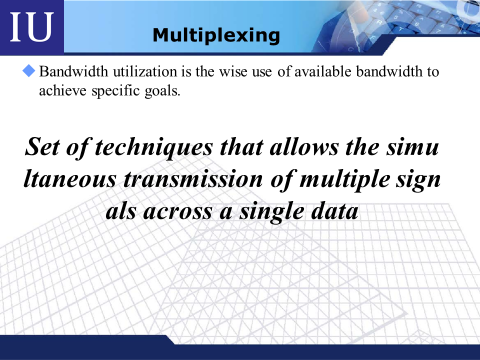 IU
Multiplexing
Bandwidth utilization is the wise use of available bandwidth to
achieve specific goals.
Set of techniques that allows the simu
ltaneous transmission of multiple sign
als across a single data